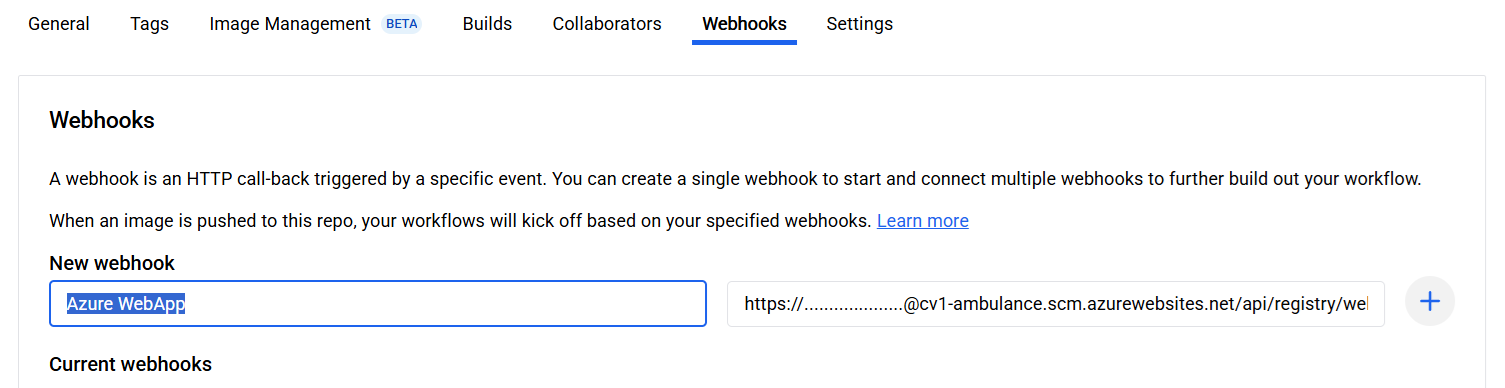 General Tags Image Management BETA Builds Collaborators Webhooks Settings
Webhooks
A webhook is an HTTP call-back triggered by a specific event. You can create a single webhook to start and connect multiple webhooks to further build out your workflow.
When an image is pushed to this repo, your workflows will kick off based on your specified webhooks. Learn more
New webhook
Azure WebApp https://....................@cv1-ambulance.scm.azurewebsites.net/api/registry/we
Current webhooks